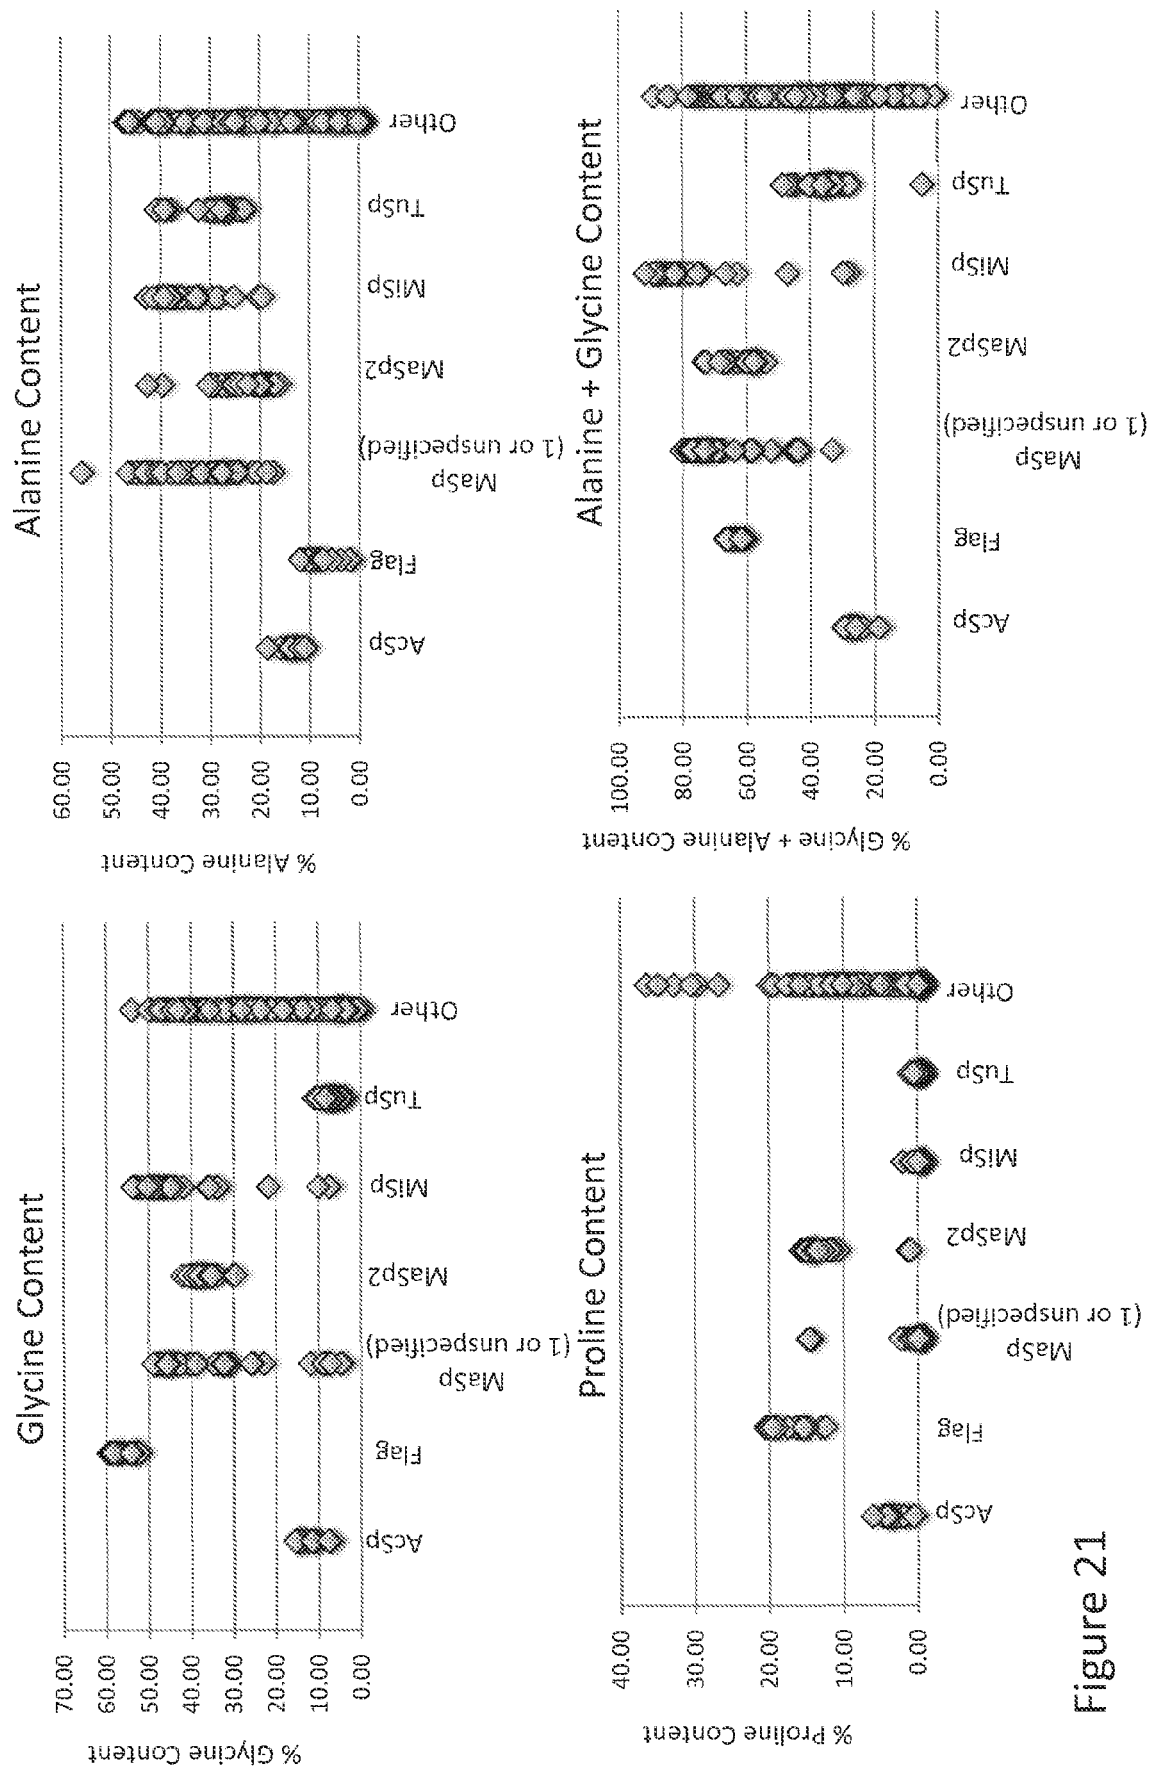 Glycine Content
% Glycine Content
70.00
60.00
50.00
40.00
30.00
20.00
10.00
0.00
AcSp
Flag
MaSp
(1 or unspecified)
MaSp2
MiSp
TuSp
Other
Alanine Content
% Alanine Content
60.00
50.00
40.00
30.00
20.00
10.00
0.00
AcSp
Flag
MaSp
(1 or unspecified)
MaSp2
MiSp
TuSp
Other
Proline Content
% Proline Content
40.00
30.00
20.00
10.00
0.00
AcSp
Flag
MaSp
(1 or unspecified)
MaSp2
MiSp
TuSp
Other
Alanine + Glycine Content
% Glycine + Alanine Content
100.00
80.00
60.00
40.00
20.00
0.00
AcSp
Flag
MaSp
(1 or unspecified)
MaSp2
MiSp
TuSp
Other
Figure 21